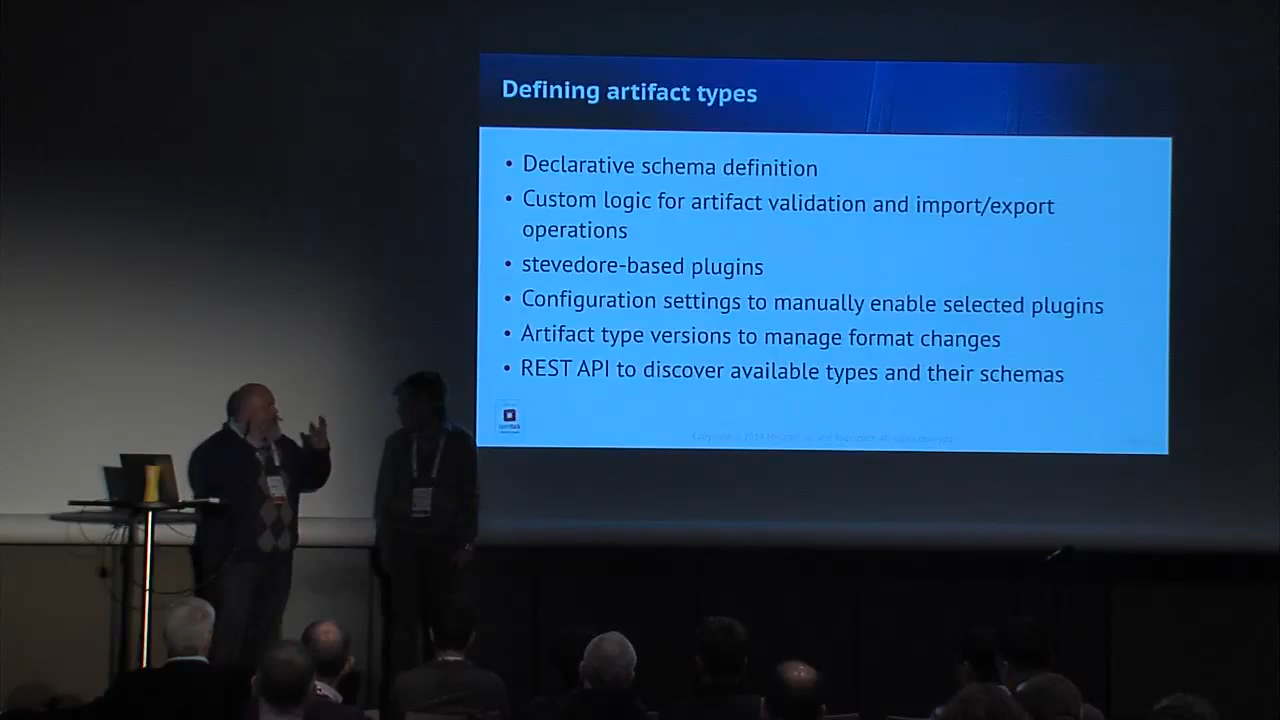 Defining artifact types
• Declarative schema definition
• Custom logic for artifact validation and import/export
operations
• stevedore-based plugins
• Configuration settings to manually enable selected plugins
• Artifact type versions to manage format changes
• REST API to discover available types and their schemas
openstack